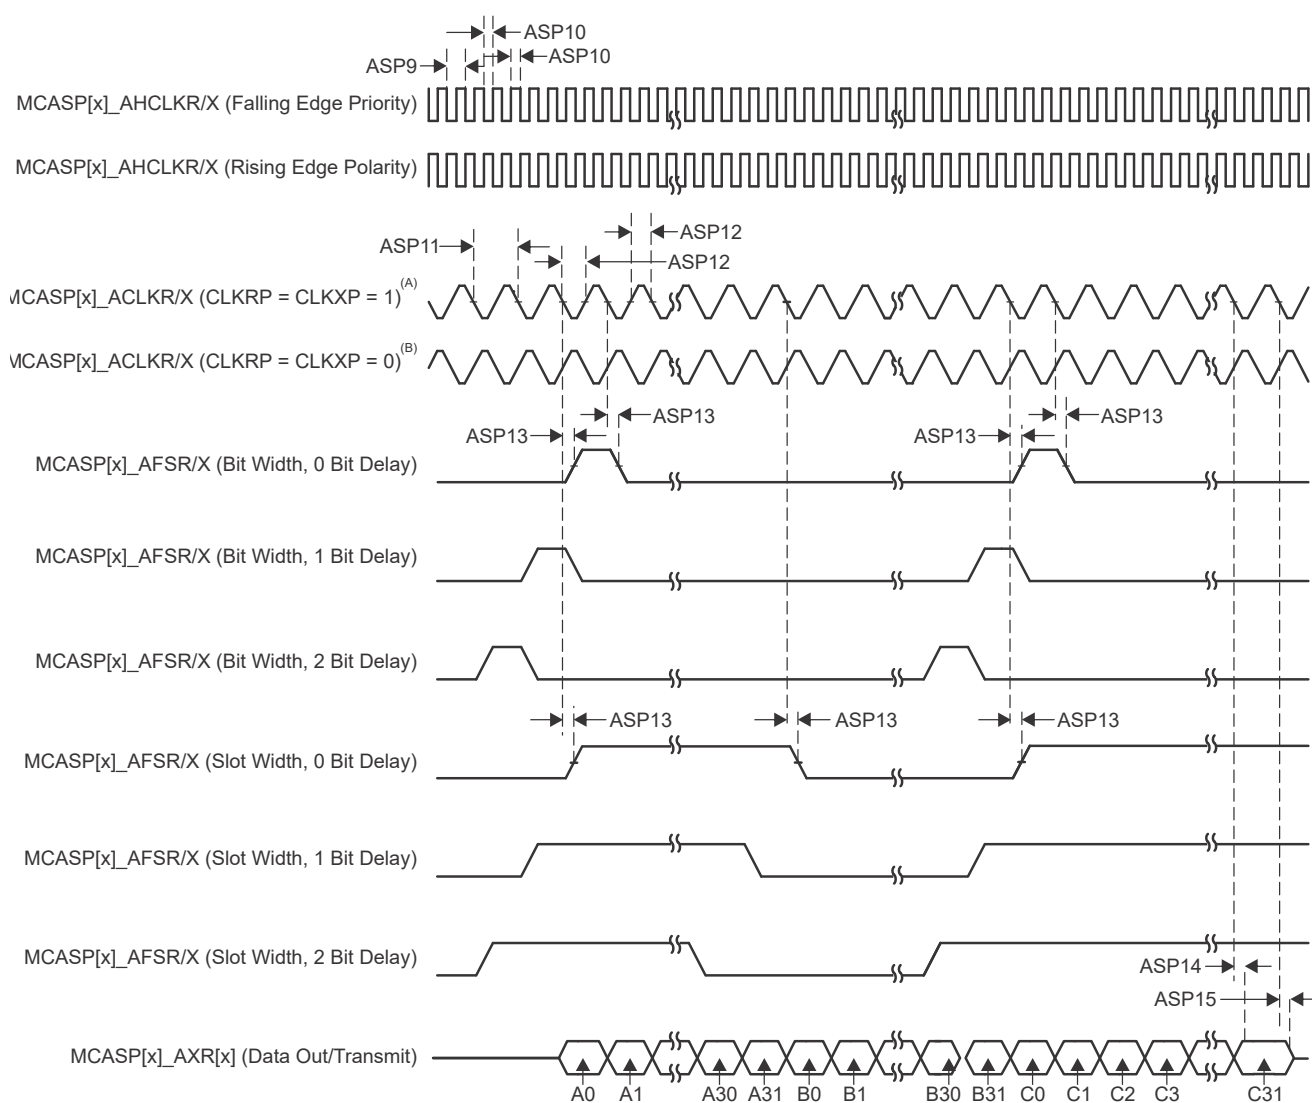 ASP10
ASP9
ASP10
MCASP[x]_AHCLKR/X (Falling Edge Priority)
MCASP[x]_AHCLKR/X (Rising Edge Polarity)
ASP12
ASP11
ASP12
MCASP[x]_ACLKR/X (CLKRP = CLKXP = 1)(A)
MCASP[x]_ACLKR/X (CLKRP = CLKXP = 0)(B)
ASP13
ASP13
ASP13
ASP13
MCASP[x]_AFSR/X (Bit Width, 0 Bit Delay)
MCASP[x]_AFSR/X (Bit Width, 1 Bit Delay)
MCASP[x]_AFSR/X (Bit Width, 2 Bit Delay)
ASP13
ASP13
ASP13
MCASP[x]_AFSR/X (Slot Width, 0 Bit Delay)
MCASP[x]_AFSR/X (Slot Width, 1 Bit Delay)
MCASP[x]_AFSR/X (Slot Width, 2 Bit Delay)
ASP14
ASP15
MCASP[x]_AXR[x] (Data Out/Transmit)
A0 A1 A30 A31 B0 B1 B30 B31 C0 C1 C2 C3 C31